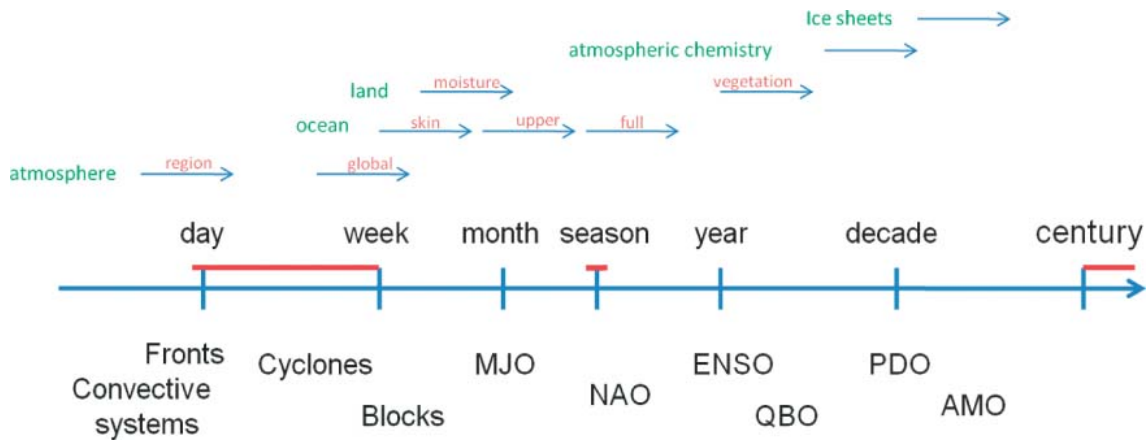 Ice sheets
atmospheric chemistry
land moisture vegetation
ocean skin upper full
atmosphere region global
day week month season year decade century
Fronts Cyclones MJO ENSO PDO
Convective
systems Blocks NAO QBO AMO